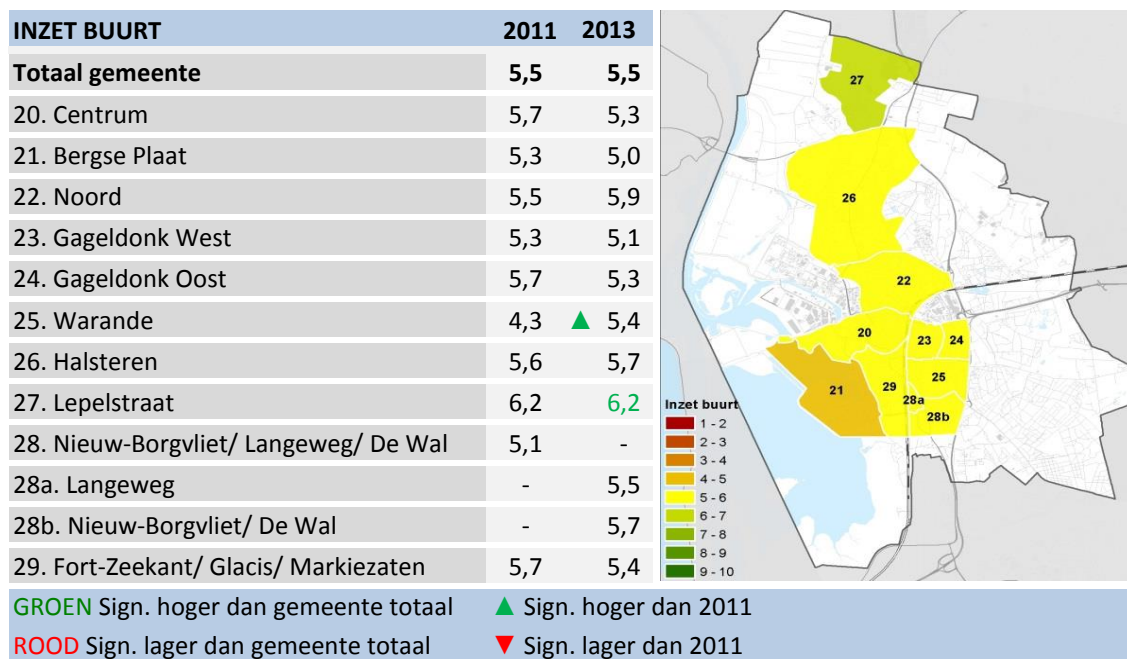 INZET BUURT 2011 2013
Totaal gemeente 5,5 5,5
20. Centrum 5,7 5,3
21. Bergse Plaat 5,3 5,0
22. Noord 5,5 5,9
23. Gageldonk West 5,3 5,1
24. Gageldonk Oost 5,7 5,3
25. Warande 4,3 ▲ 5,4
26. Halsteren 5,6 5,7
27. Lepelstraat 6,2 6,2
28. Nieuw-Borgvliet/ Langeweg/ De Wal 5,1 -
28a. Langeweg - 5,5
28b. Nieuw-Borgvliet/ De Wal - 5,7
29. Fort-Zeekant/ Glacis/ Markiezaten 5,7 5,4
GROEN Sign. hoger dan gemeente totaal ▲ Sign. hoger dan 2011
ROOD Sign. lager dan gemeente totaal ▼ Sign. lager dan 2011
27
26
22
20
23 24
21 29 25
28a
28b
Inzet buurt
1 - 2
2 - 3
3 - 4
4 - 5
5 - 6
6 - 7
7 - 8
8 - 9
9 - 10